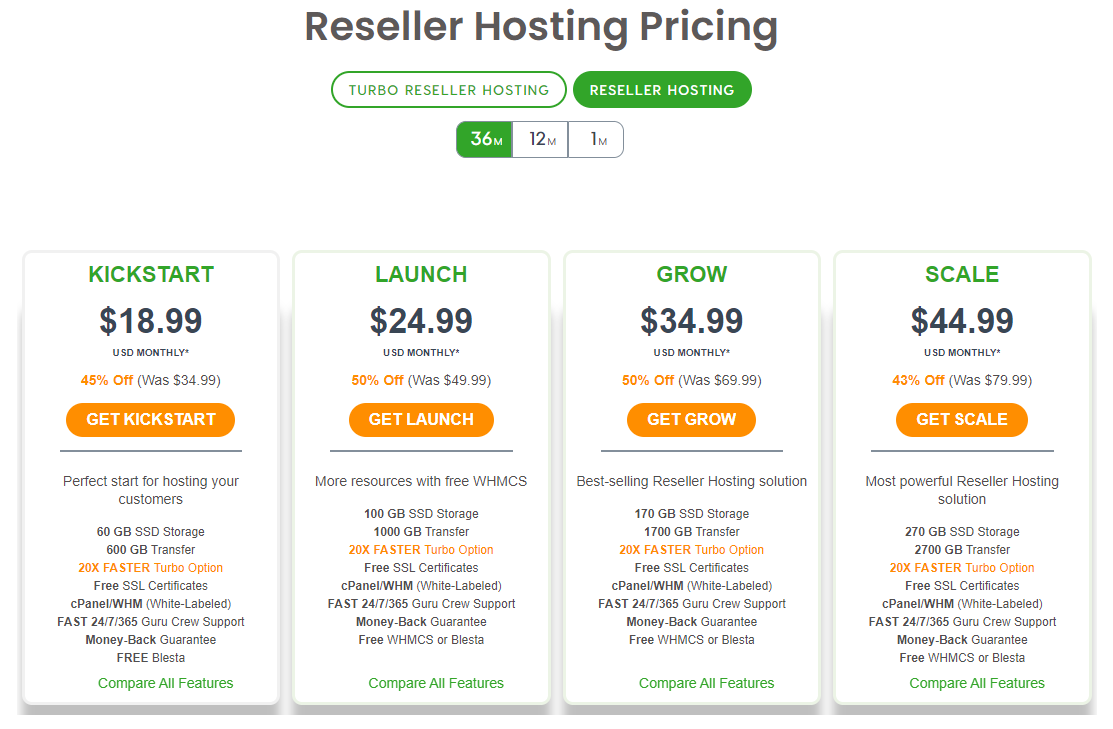 Reseller Hosting Pricing
TURBO RESELLER HOSTING
RESELLER HOSTING
36M
12M
1M
KICKSTART
$18.99
USD MONTHLY*
45% Off (Was $34.99)
GET KICKSTART
Perfect start for hosting your
customers
60 GB SSD Storage
600 GB Transfer
20X FASTER Turbo Option
Free SSL Certificates
cPanel/WHM (White-Labeled)
FAST 24/7/365 Guru Crew Support
Money-Back Guarantee
FREE Blesta
Compare All Features
LAUNCH
$24.99
USD MONTHLY*
50% Off (Was $49.99)
GET LAUNCH
More resources with free WHMCS
100 GB SSD Storage
1000 GB Transfer
20X FASTER Turbo Option
Free SSL Certificates
cPanel/WHM (White-Labeled)
FAST 24/7/365 Guru Crew Support
Money-Back Guarantee
Free WHMCS or Blesta
Compare All Features
GROW
$34.99
USD MONTHLY*
50% Off (Was $69.99)
GET GROW
Best-selling Reseller Hosting solution
170 GB SSD Storage
1700 GB Transfer
20X FASTER Turbo Option
Free SSL Certificates
cPanel/WHM (White-Labeled)
FAST 24/7/365 Guru Crew Support
Money-Back Guarantee
Free WHMCS or Blesta
Compare All Features
SCALE
$44.99
USD MONTHLY*
43% Off (Was $79.99)
GET SCALE
Most powerful Reseller Hosting
solution
270 GB SSD Storage
2700 GB Transfer
20X FASTER Turbo Option
Free SSL Certificates
cPanel/WHM (White-Labeled)
FAST 24/7/365 Guru Crew Support
Money-Back Guarantee
Free WHMCS or Blesta
Compare All Features